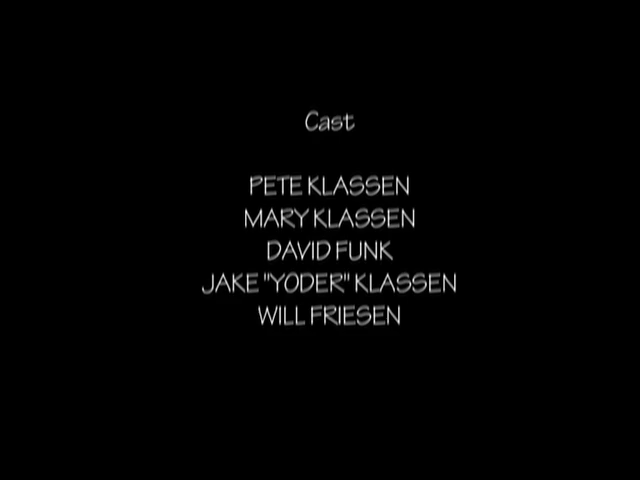 Cast
PETE KLASSEN
MARY KLASSEN
DAVID FUNK
JAKE "YODER" KLASSEN
WILL FRIESEN